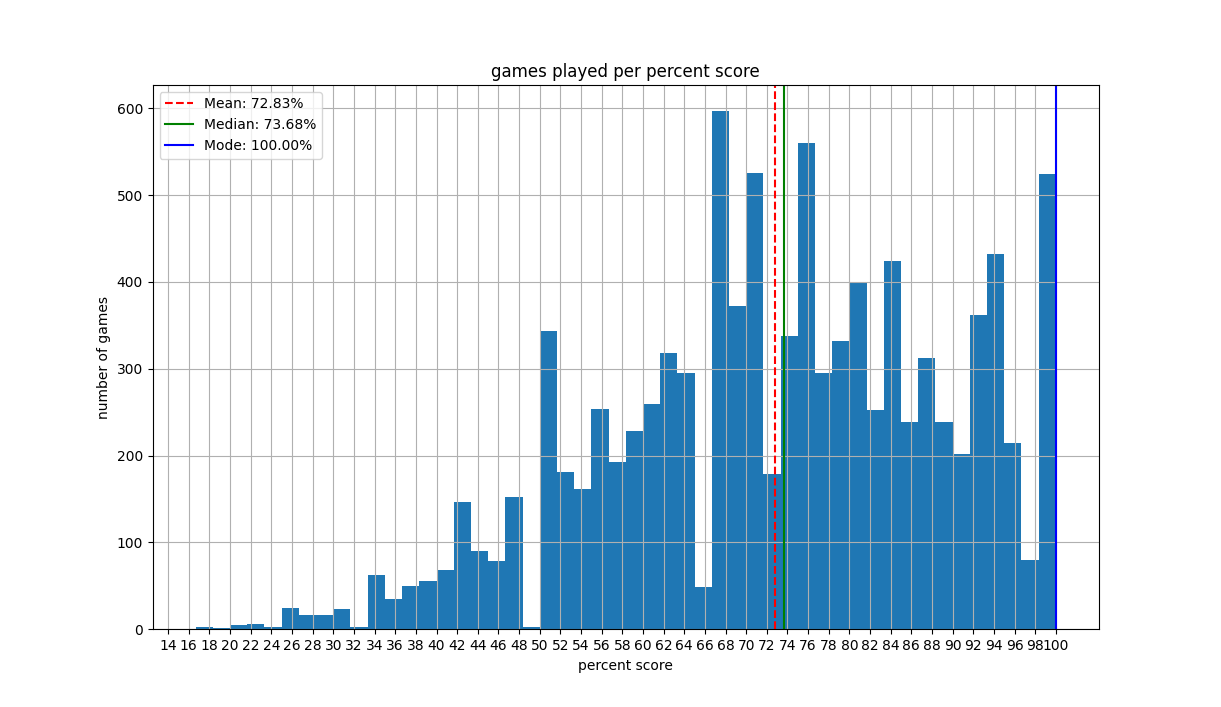 games played per percent score
Mean: 72.83%
Median: 73.68%
Mode: 100.00%
600
500
400
300
200
100
0
number of games
14 16 18 20 22 24 26 28 30 32 34 36 38 40 42 44 46 48 50 52 54 56 58 60 62 64 66 68 70 72 74 76 78 80 82 84 86 88 90 92 94 96 98 100
percent score